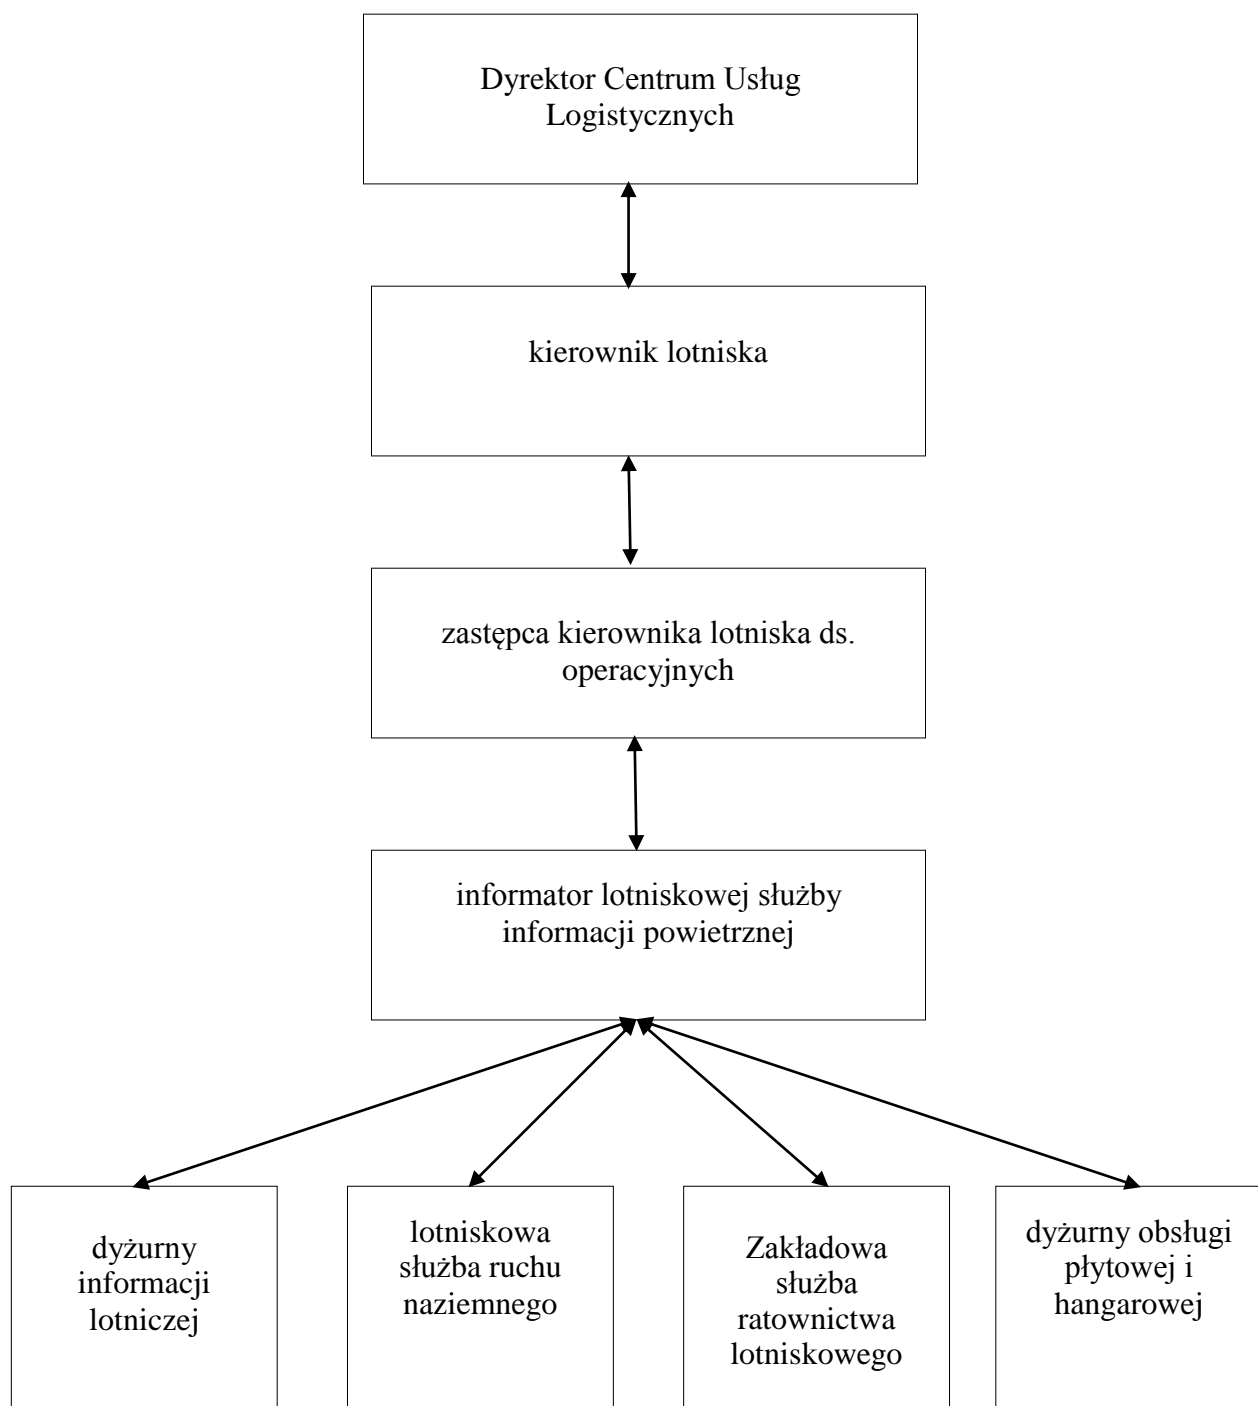 Dyrektor Centrum Usług
Logistycznych
kierownik lotniska
zastępca kierownika lotniska ds.
operacyjnych
informator lotniskowej służby
informacji powietrznej
dyżurny
informacji
lotniczej
lotniskowa
służba ruchu
naziemnego
Zakładowa
służba
ratownictwa
lotniskowego
dyżurny obsługi
płytowej i
hangarowej